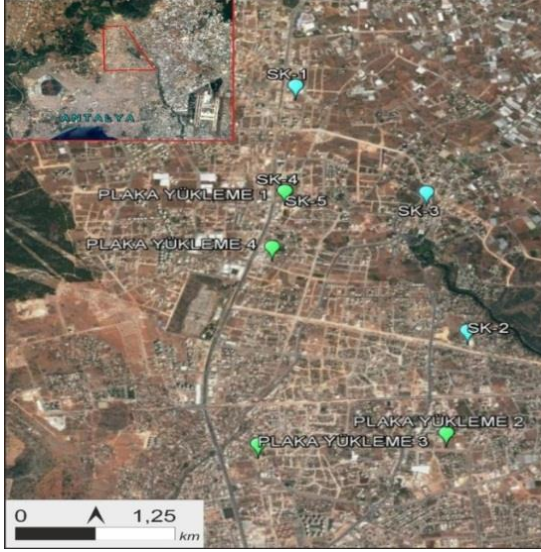 ANTALYA
SK-1
SK-4
PLAKA YÜKLEME 1
SK-5
SK-3
PLAKA YÜKLEME 4
SK-2
PLAKA YÜKLEME 2
PLAKA YÜKLEME 3
0 1,25
km